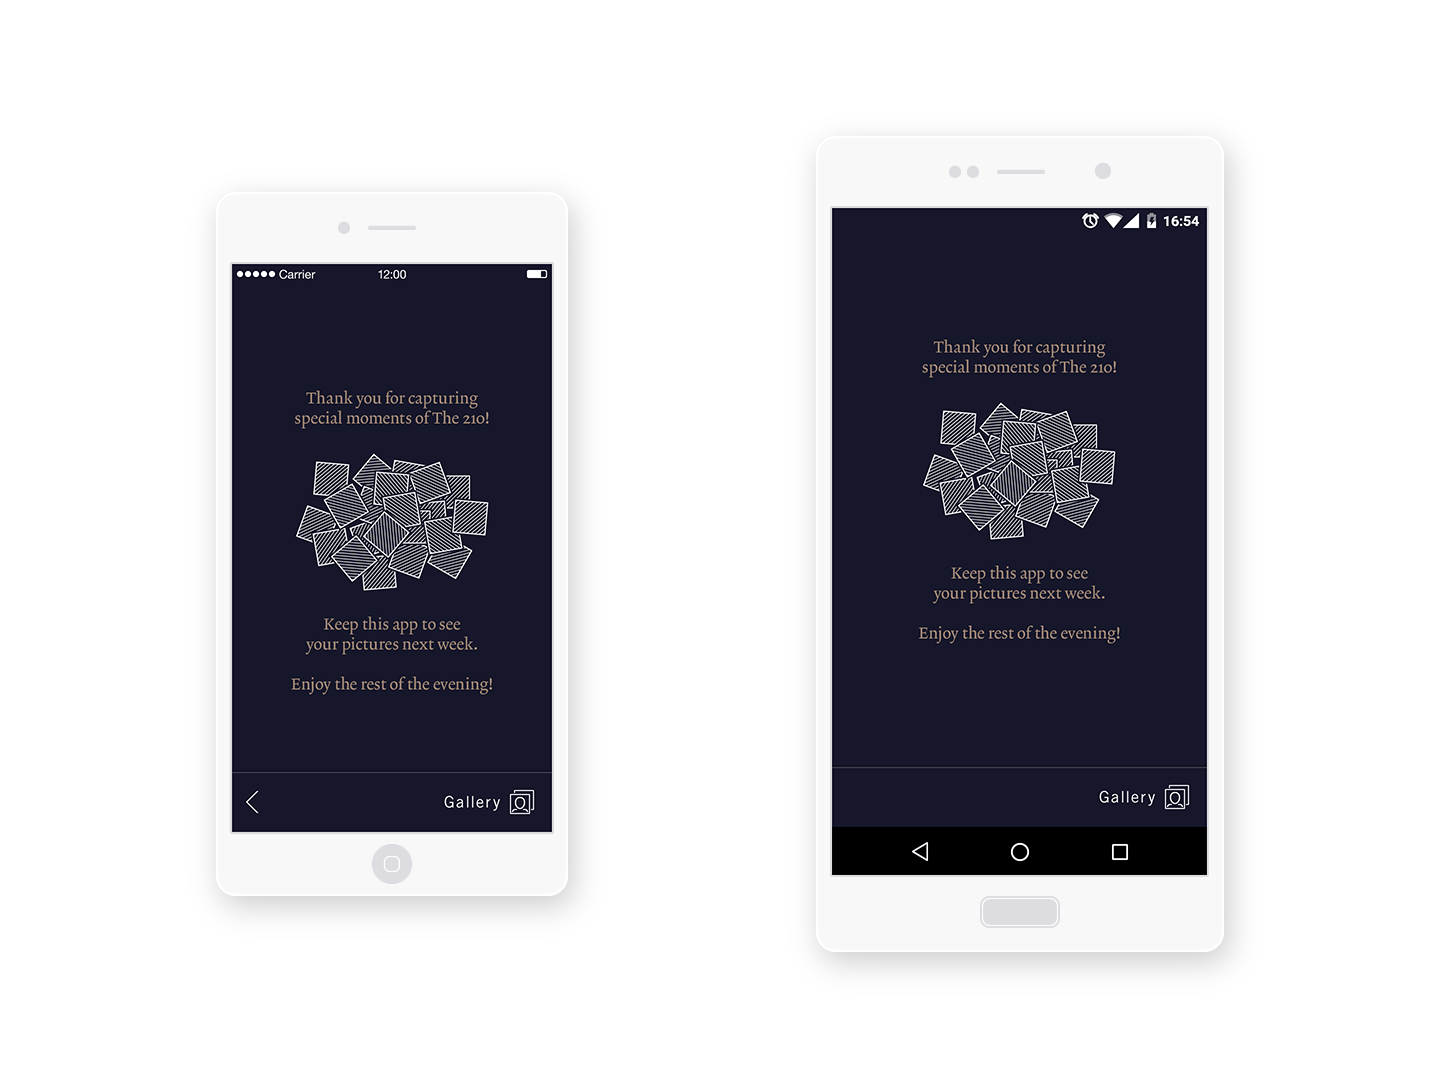 Carrier 12:00
Thank you for capturing
special moments of The 210!
Keep this app to see
your pictures next week.
Enjoy the rest of the evening!
Gallery
16:54
Thank you for capturing
special moments of The 210!
Keep this app to see
your pictures next week.
Enjoy the rest of the evening!
Gallery